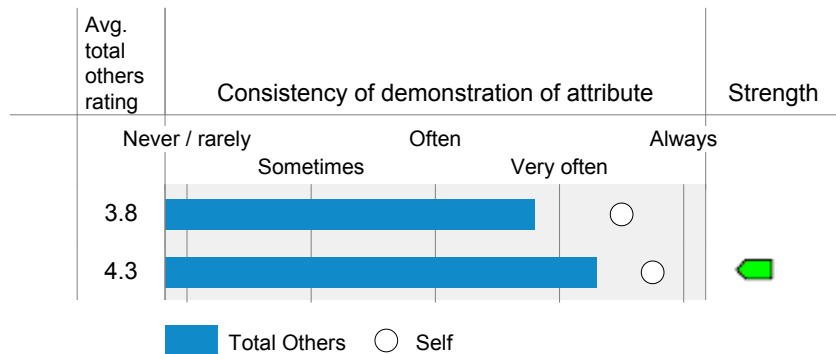 Avg.
total
others
rating
Consistency of demonstration of attribute
Strength
Never / rarely Often Always
Sometimes Very often
3.8
4.3
Total Others Self